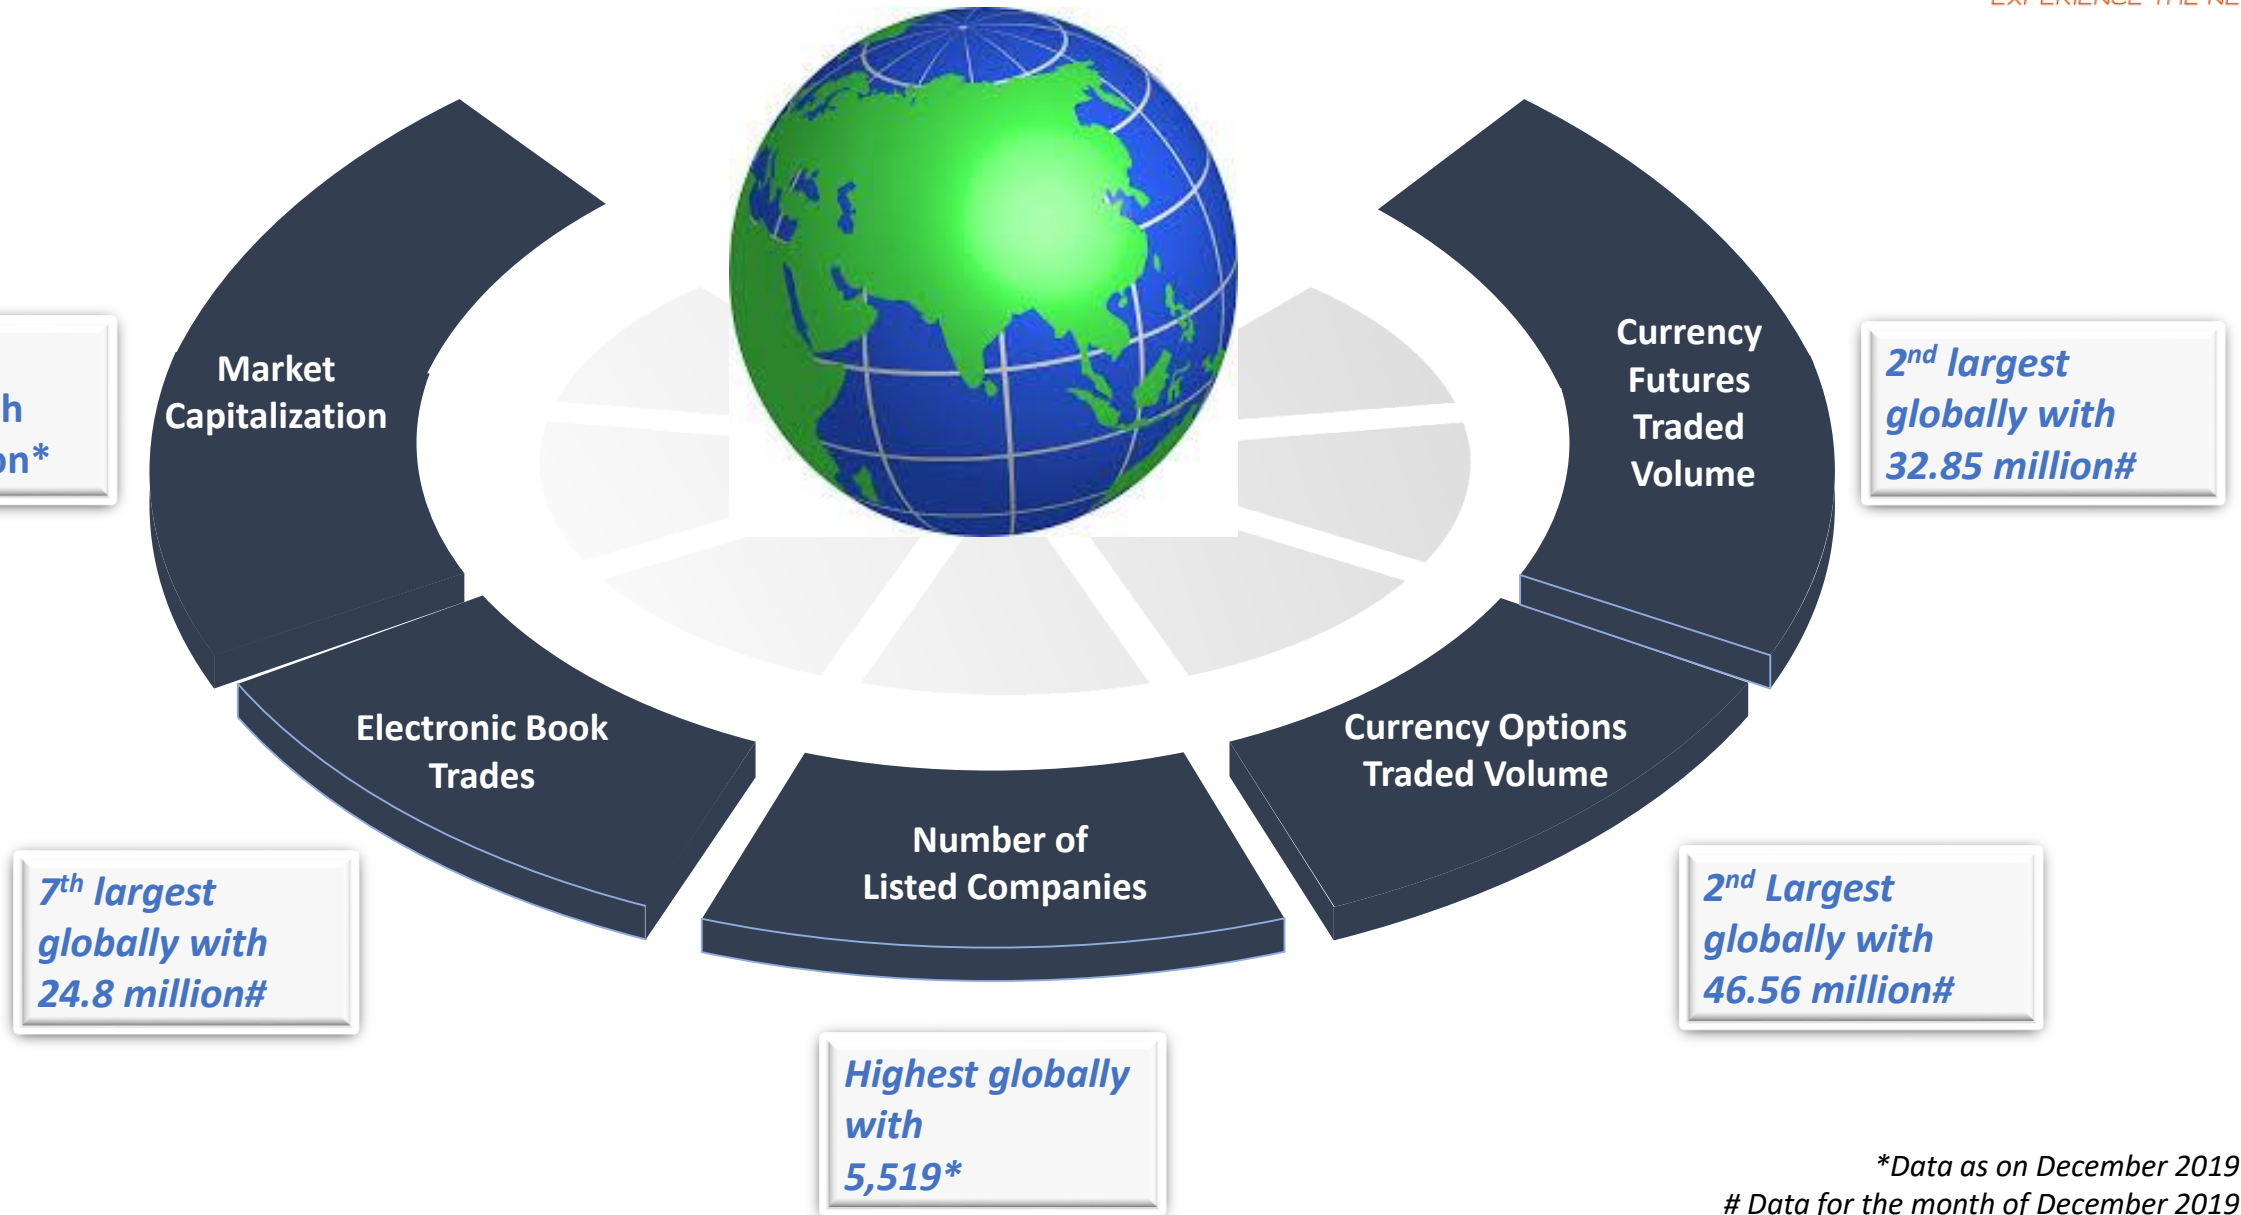 Market
Capitalization
Currency
Futures
Traded
Volume
2nd largest
globally with
32.85 million#
Electronic Book
Trades
Currency Options
Traded Volume
Number of
Listed Companies
7th largest
globally with
24.8 million#
2nd Largest
globally with
46.56 million#
Highest globally
with
5,519*
*Data as on December 2019
# Data for the month of December 2019